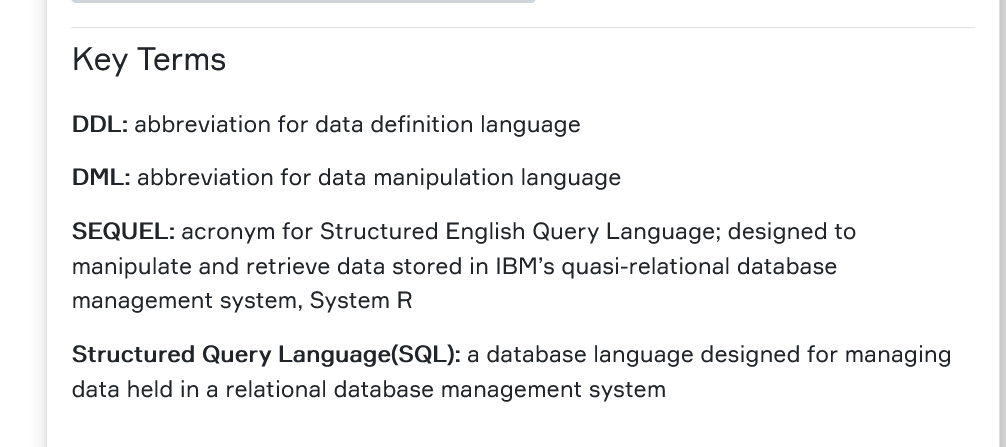 Key Terms
DDL: abbreviation for data definition language
DML: abbreviation for data manipulation language
SEQUEL: acronym for Structured English Query Language; designed to
manipulate and retrieve data stored in IBM’s quasi-relational database
management system, System R
Structured Query Language(SQL): a database language designed for managing
data held in a relational database management system